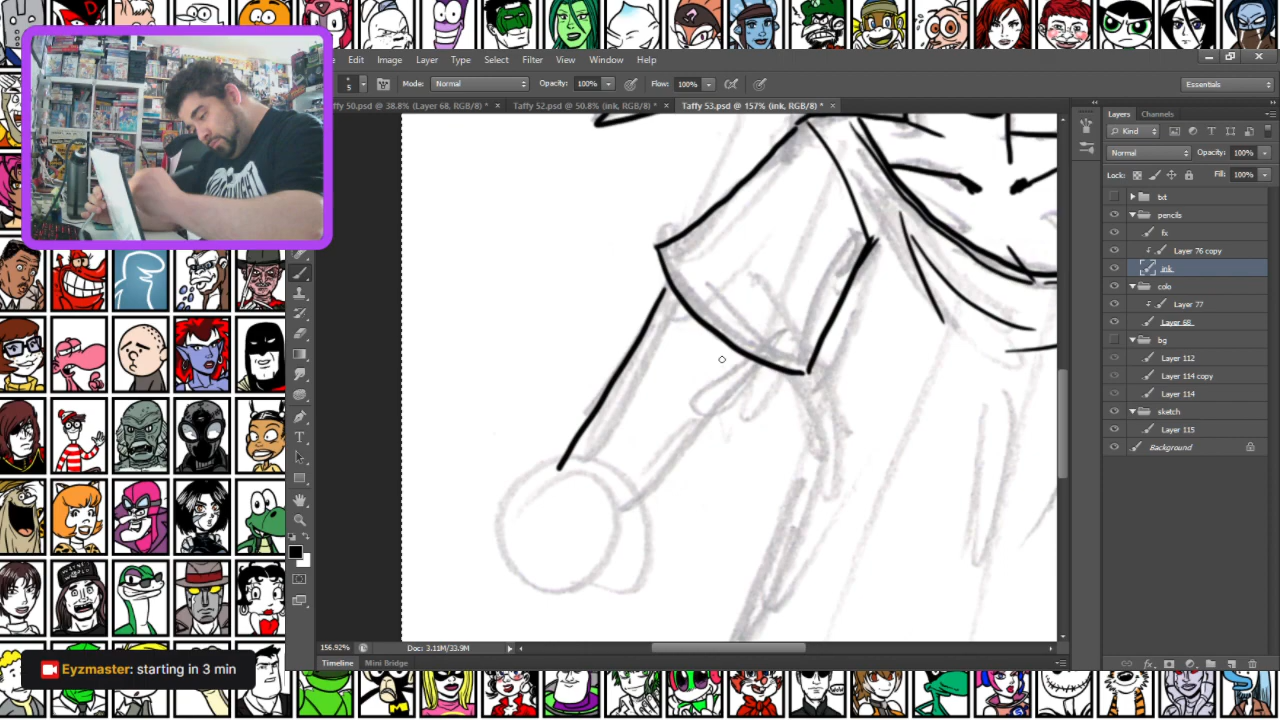 Edit Image Layer Type Select Filter View Window Help
5 Mode: Normal Opacity: 100% Flow: 100% Essentials
Taffy 52.psd @ 50.8% (ink, RGB/8) * × Taffy 53.psd @ 157% (ink, RGB/8) * ×
50.psd @ 38.8% (Layer 68, RGB/8) * ×
Layers Channels
Kind
Normal Opacity: 100%
Lock: Fill: 100%
txt
pencils
fx
Layer 76 copy
ink
colo
Layer 77
Layer 68
bg
Layer 112
Layer 114 copy
Layer 114
sketch
Layer 115
Background
156.92% Doc: 3.11M/33.9M
Timeline Mini Bridge
Eyzmaster: starting in 3 min